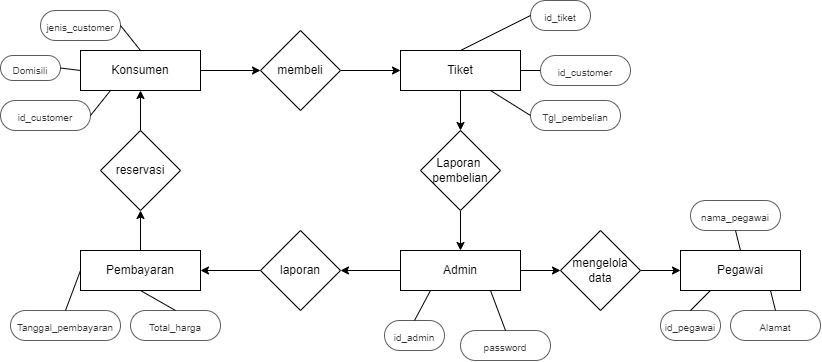 id_tiket
jenis_customer
Konsumen
membeli
Tiket
Domisili
id_customer
id_customer
Tgl_pembelian
reservasi
Laporan
pembelian
nama_pegawai
Pembayaran
laporan
Admin
mengelola
data
Pegawai
Tanggal_pembayaran
Total_harga
id_admin
password
id_pegawai
Alamat